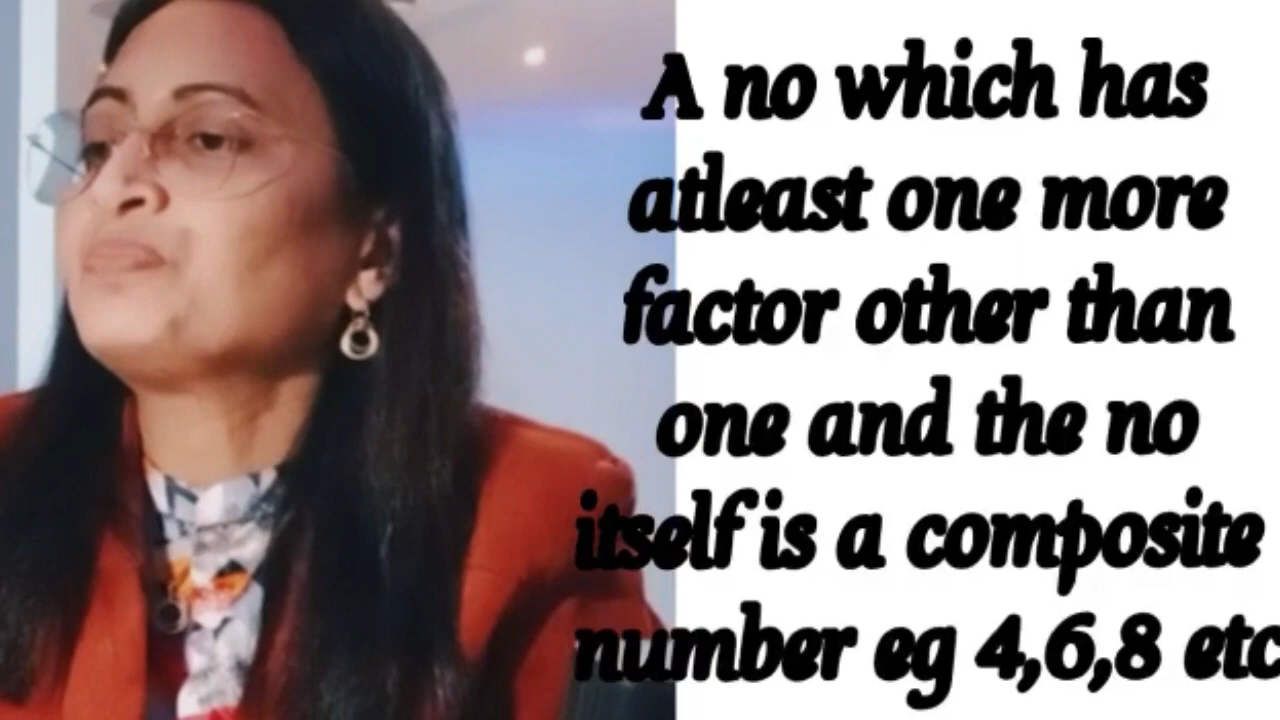 A no which has
atleast one more
factor other than
one and the no
itself is a composite
number eg 4,6,8 etc